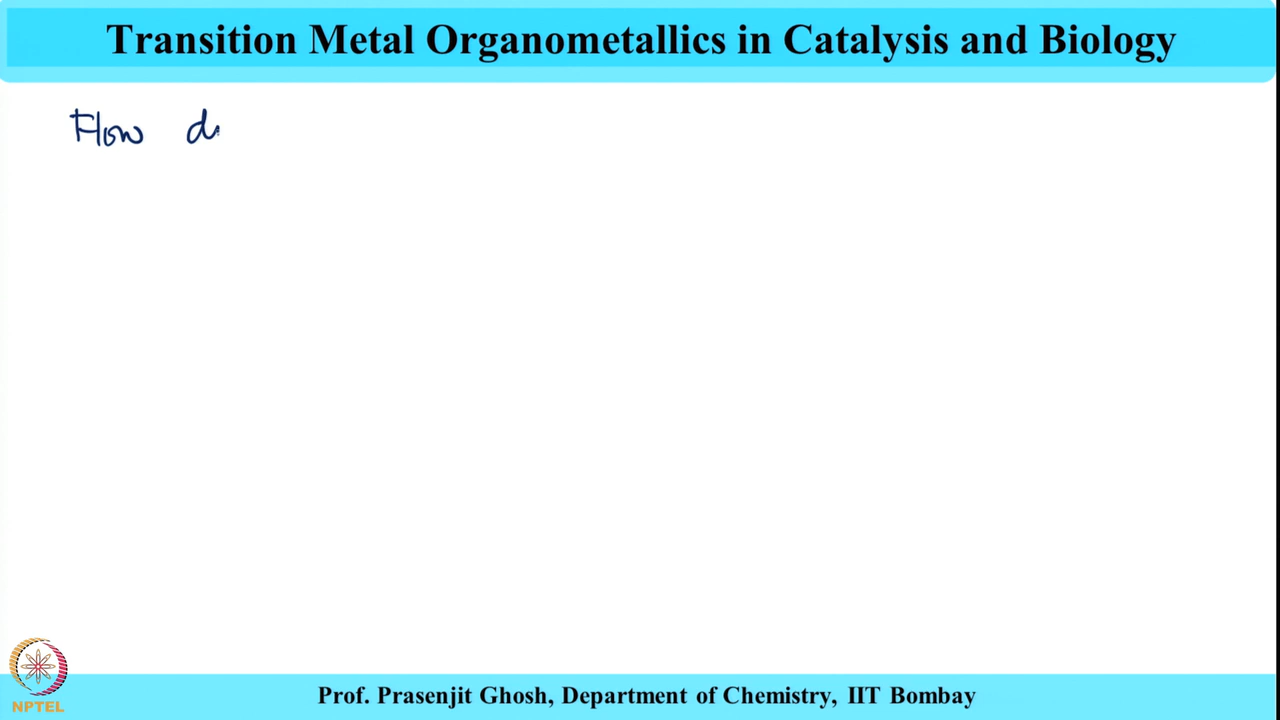 Transition Metal Organometallics in Catalysis and Biology
Flow d
NPTEL
Prof. Prasenjit Ghosh, Department of Chemistry, IIT Bombay